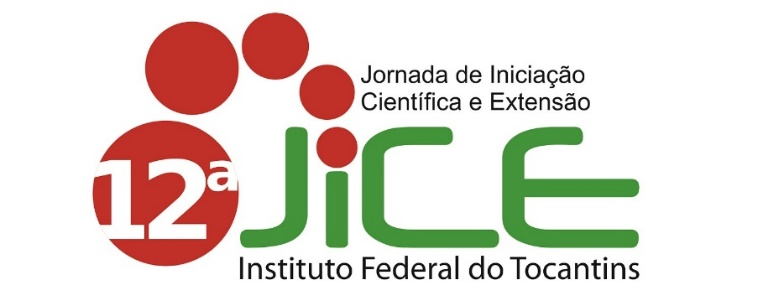 Jornada de Iniciação
Científica e Extensão
12ª JiCE
Instituto Federal do Tocantins